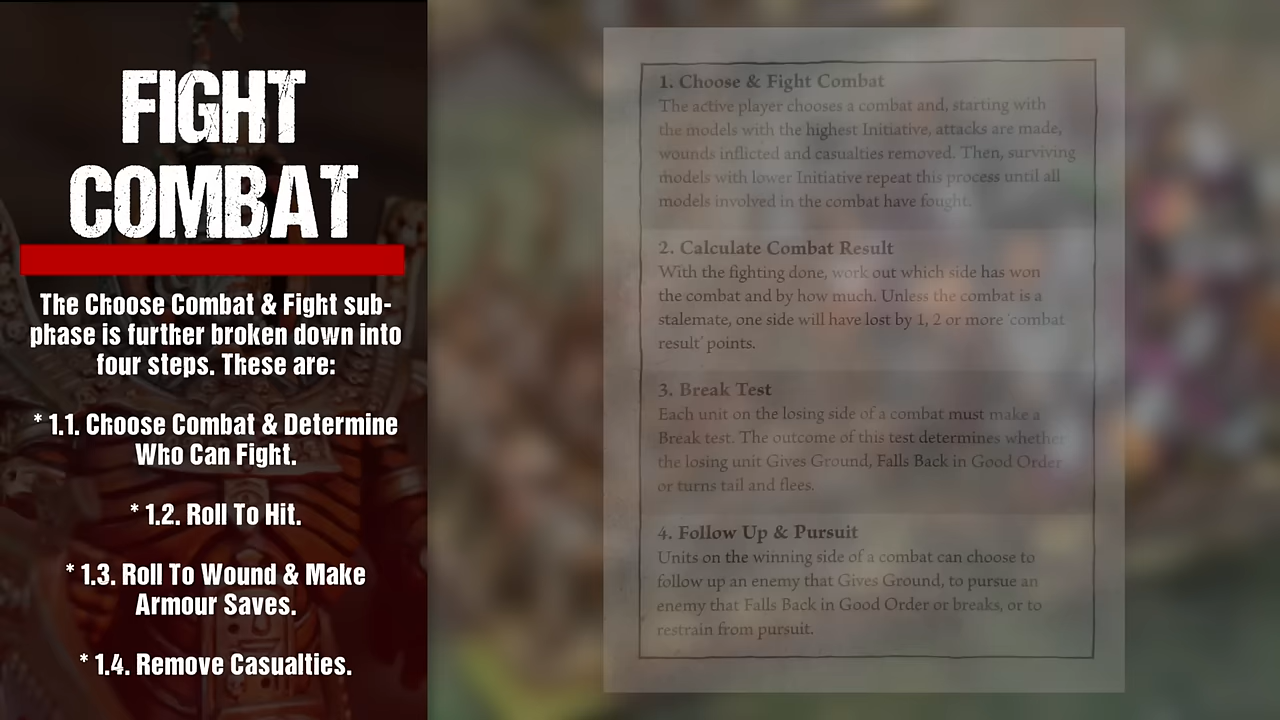 FIGHT
COMBAT
The Choose Combat & Fight sub-
phase is further broken down into
four steps. These are:
* 1.1. Choose Combat & Determine
Who Can Fight.
* 1.2. Roll To Hit.
* 1.3. Roll To Wound & Make
Armour Saves.
* 1.4. Remove Casualties.
1. Choose & Fight Combat
The active player chooses a combat and, starting with
the models with the highest Initiative, attacks are made,
wounds inflicted and casualties removed. Then, surviving
models with lower Initiative repeat this process until all
models involved in the combat have fought.
2. Calculate Combat Result
With the fighting done, work out which side has won
the combat and by how much. Unless the combat is a
stalemate, one side will have lost by 1, 2 or more 'combat
result' points.
3. Break Test
Each unit on the losing side of a combat must make a
Break test. The outcome of this test determines whether
the losing unit Gives Ground, Falls Back in Good Order
or turns tail and flees.
4. Follow Up & Pursuit
Units on the winning side of a combat can choose to
follow up an enemy that Gives Ground, to pursue an
enemy that Falls Back in Good Order or breaks, or to
restrain from pursuit.